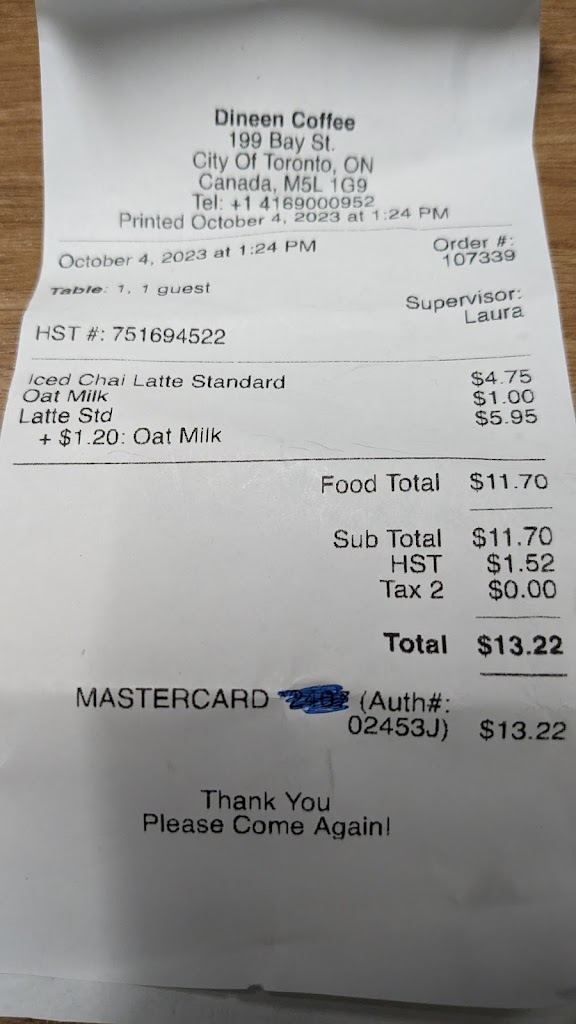 Dineen Coffee
199 Bay St.
City Of Toronto, ON
Canada, M5L 1G9
Tel: +1 4169000952
Printed October 4, 2023 at 1:24 PM
October 4, 2023 at 1:24 PM Order #:
107339
Table: 1, 1 guest
Supervisor:
Laura
HST #: 751694522
Iced Chai Latte Standard $4.75
Oat Milk $1.00
Latte Std $5.95
+ $1.20: Oat Milk
Food Total $11.70
Sub Total $11.70
HST $1.52
Tax 2 $0.00
Total $13.22
MASTERCARD (Auth#:
02453J) $13.22
Thank You
Please Come Again!